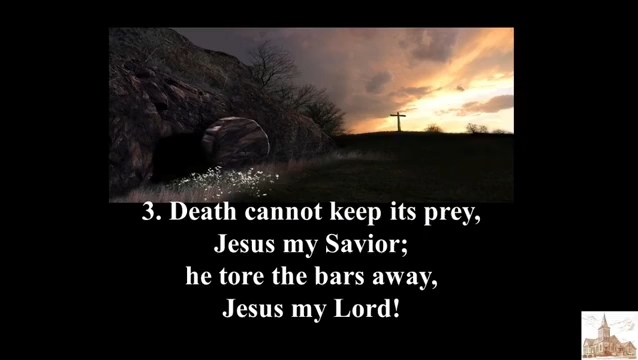 3. Death cannot keep its prey,
Jesus my Savior;
he tore the bars away,
Jesus my Lord!